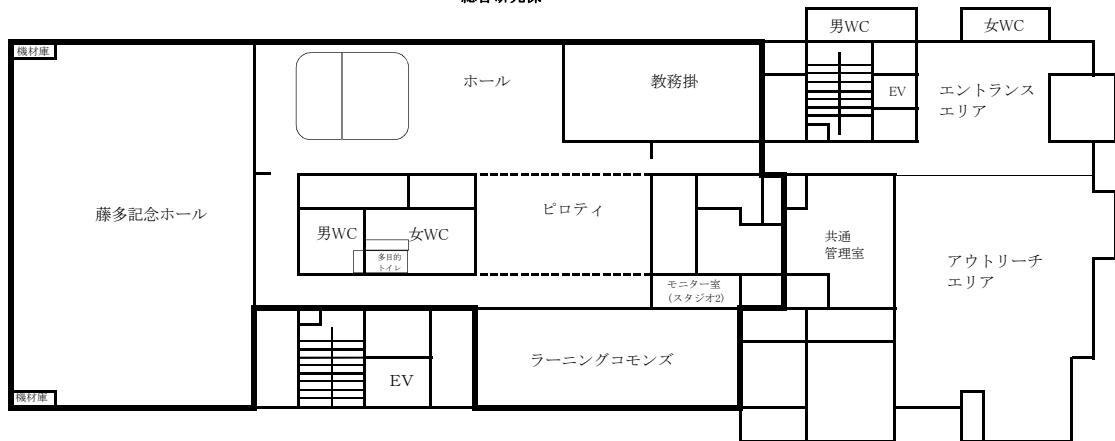 機材庫
男WC
女WC
ホール
教務掛
EV
エントランス
エリア
藤多記念ホール
ピロティ
男WC
女WC
多目的
トイレ
共通
管理室
アウトリーチ
エリア
モニター室
(スタジオ2)
ラーニングコモンズ
EV
機材庫